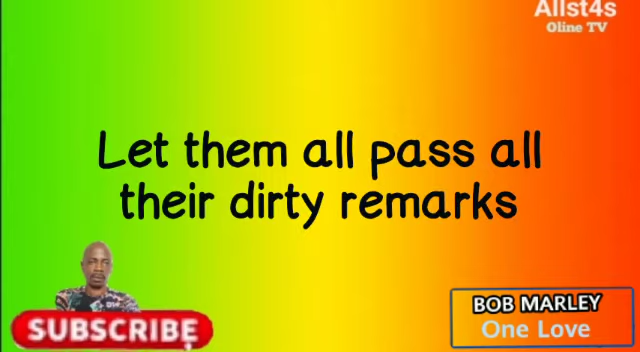 Allst4s
Oline TV
Let them all pass all
their dirty remarks
SUBSCRIBE
BOB MARLEY
One Love